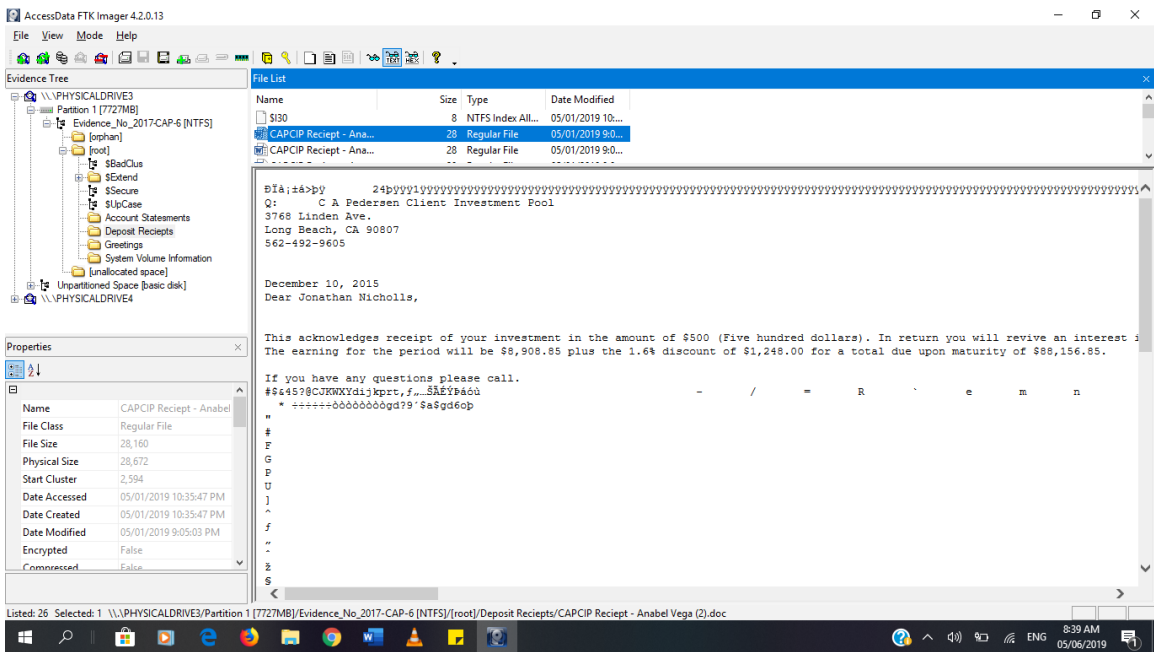 AccessData FTK Imager 4.2.0.13
File View Mode Help
Evidence Tree
\\.\PHYSICALDRIVE3
Partition 1 [7727MB]
Evidence_No_2017-CAP-6 [NTFS]
[orphan]
[root]
$BadClus
$Extend
$Secure
$UpCase
Account Statesments
Deposit Reciepts
Greetings
System Volume Information
[unallocated space]
Unpartitioned Space [basic disk]
\\.\PHYSICALDRIVE4
File List
Name Size Type Date Modified
$I30 8 NTFS Index All... 05/01/2019 10:...
CAPCIP Reciept - Ana... 28 Regular File 05/01/2019 9:0...
CAPCIP Reciept - Ana... 28 Regular File 05/01/2019 9:0...
Q: C A Pedersen Client Investment Pool
3768 Linden Ave.
Long Beach, CA 90807
562-492-9605
December 10, 2015
Dear Jonathan Nicholls,
This acknowledges receipt of your investment in the amount of $500 (Five hundred dollars). In return you will revive an interest i
The earning for the period will be $8,908.85 plus the 1.6% discount of $1,248.00 for a total due upon maturity of $88,156.85.
If you have any questions please call.
- / = R ` e m n
"
#
F
G
P
U
]
^
ƒ
„
ž
§
Properties
Name CAPCIP Reciept - Anabel
File Class Regular File
File Size 28,160
Physical Size 28,672
Start Cluster 2,594
Date Accessed 05/01/2019 10:35:47 PM
Date Created 05/01/2019 10:35:47 PM
Date Modified 05/01/2019 9:05:03 PM
Encrypted False
Compressed False
Listed: 26 Selected: 1 \\.\PHYSICALDRIVE3/Partition 1 [7727MB]/Evidence_No_2017-CAP-6 [NTFS]/[root]/Deposit Reciepts/CAPCIP Reciept - Anabel Vega (2).doc
ENG
8:39 AM
05/06/2019